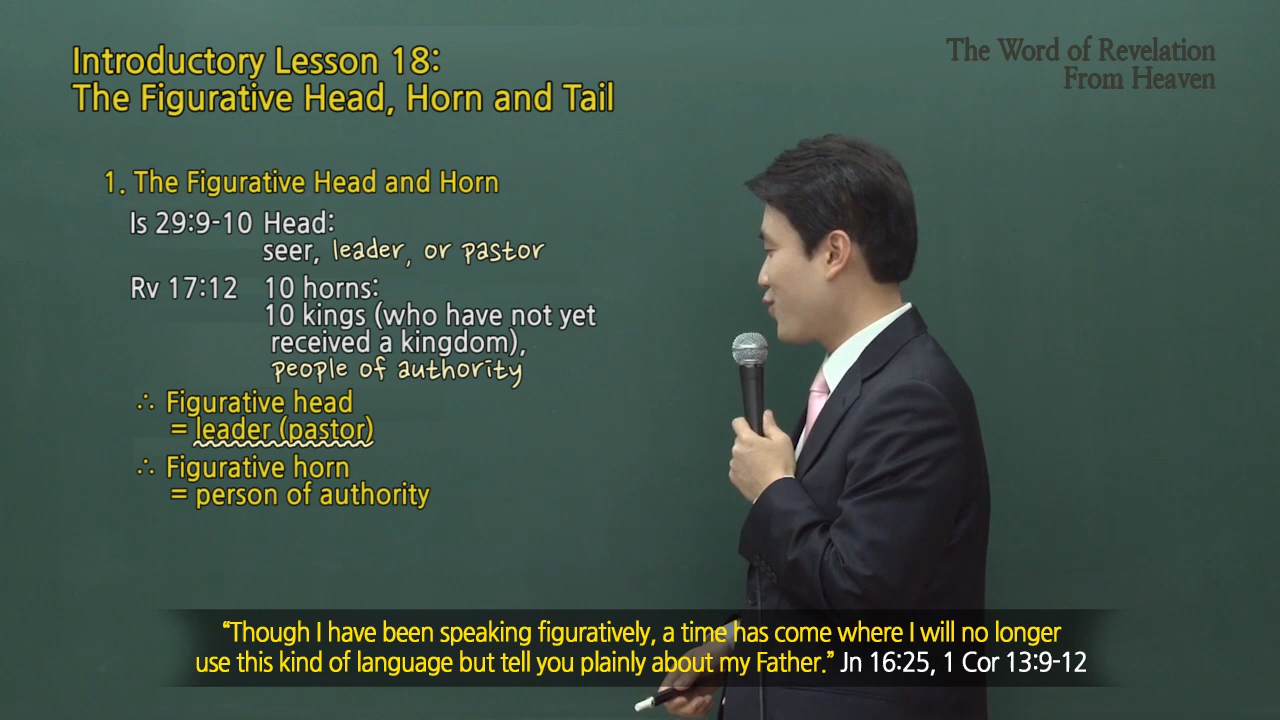 Introductory Lesson 18:
The Figurative Head, Horn and Tail
The Word of Revelation
From Heaven
1. The Figurative Head and Horn
Is 29:9-10 Head:
seer, leader, or pastor
Rv 17:12 10 horns:
10 kings (who have not yet
received a kingdom),
people of authority
∴ Figurative head
= leader (pastor)
∴ Figurative horn
= person of authority
“Though I have been speaking figuratively, a time has come where I will no longer
use this kind of language but tell you plainly about my Father.” Jn 16:25, 1 Cor 13:9-12